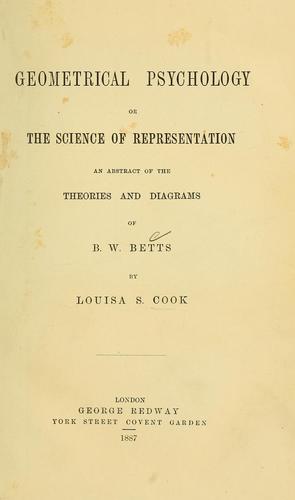 GEOMETRICAL PSYCHOLOGY
OR
THE SCIENCE OF REPRESENTATION
AN ABSTRACT OF THE
THEORIES AND DIAGRAMS
OF
B. W. BETTS
BY
LOUISA S. COOK
LONDON
GEORGE REDWAY
YORK STREET COVENT GARDEN
1887